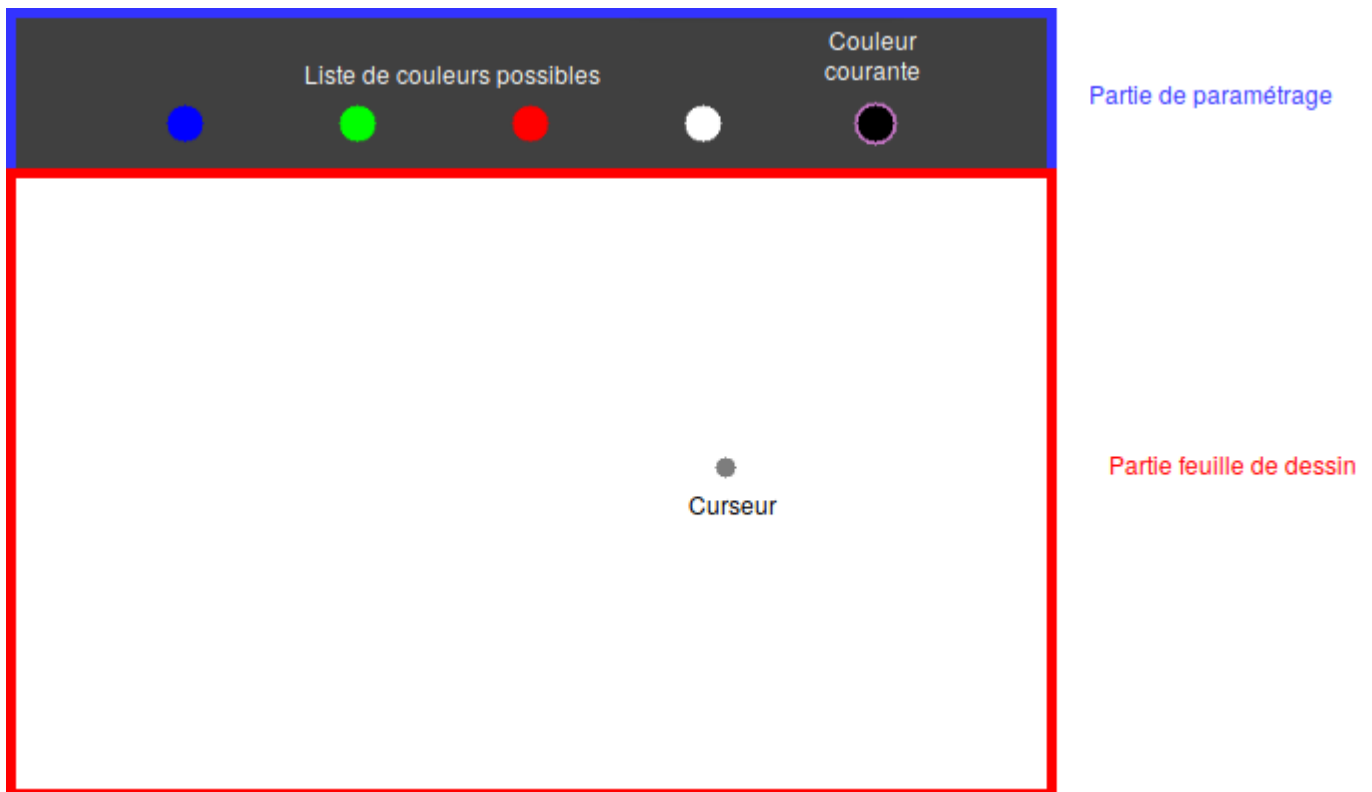 Couleur
courante
Liste de couleurs possibles
Partie de paramétrage
Partie feuille de dessin
Curseur